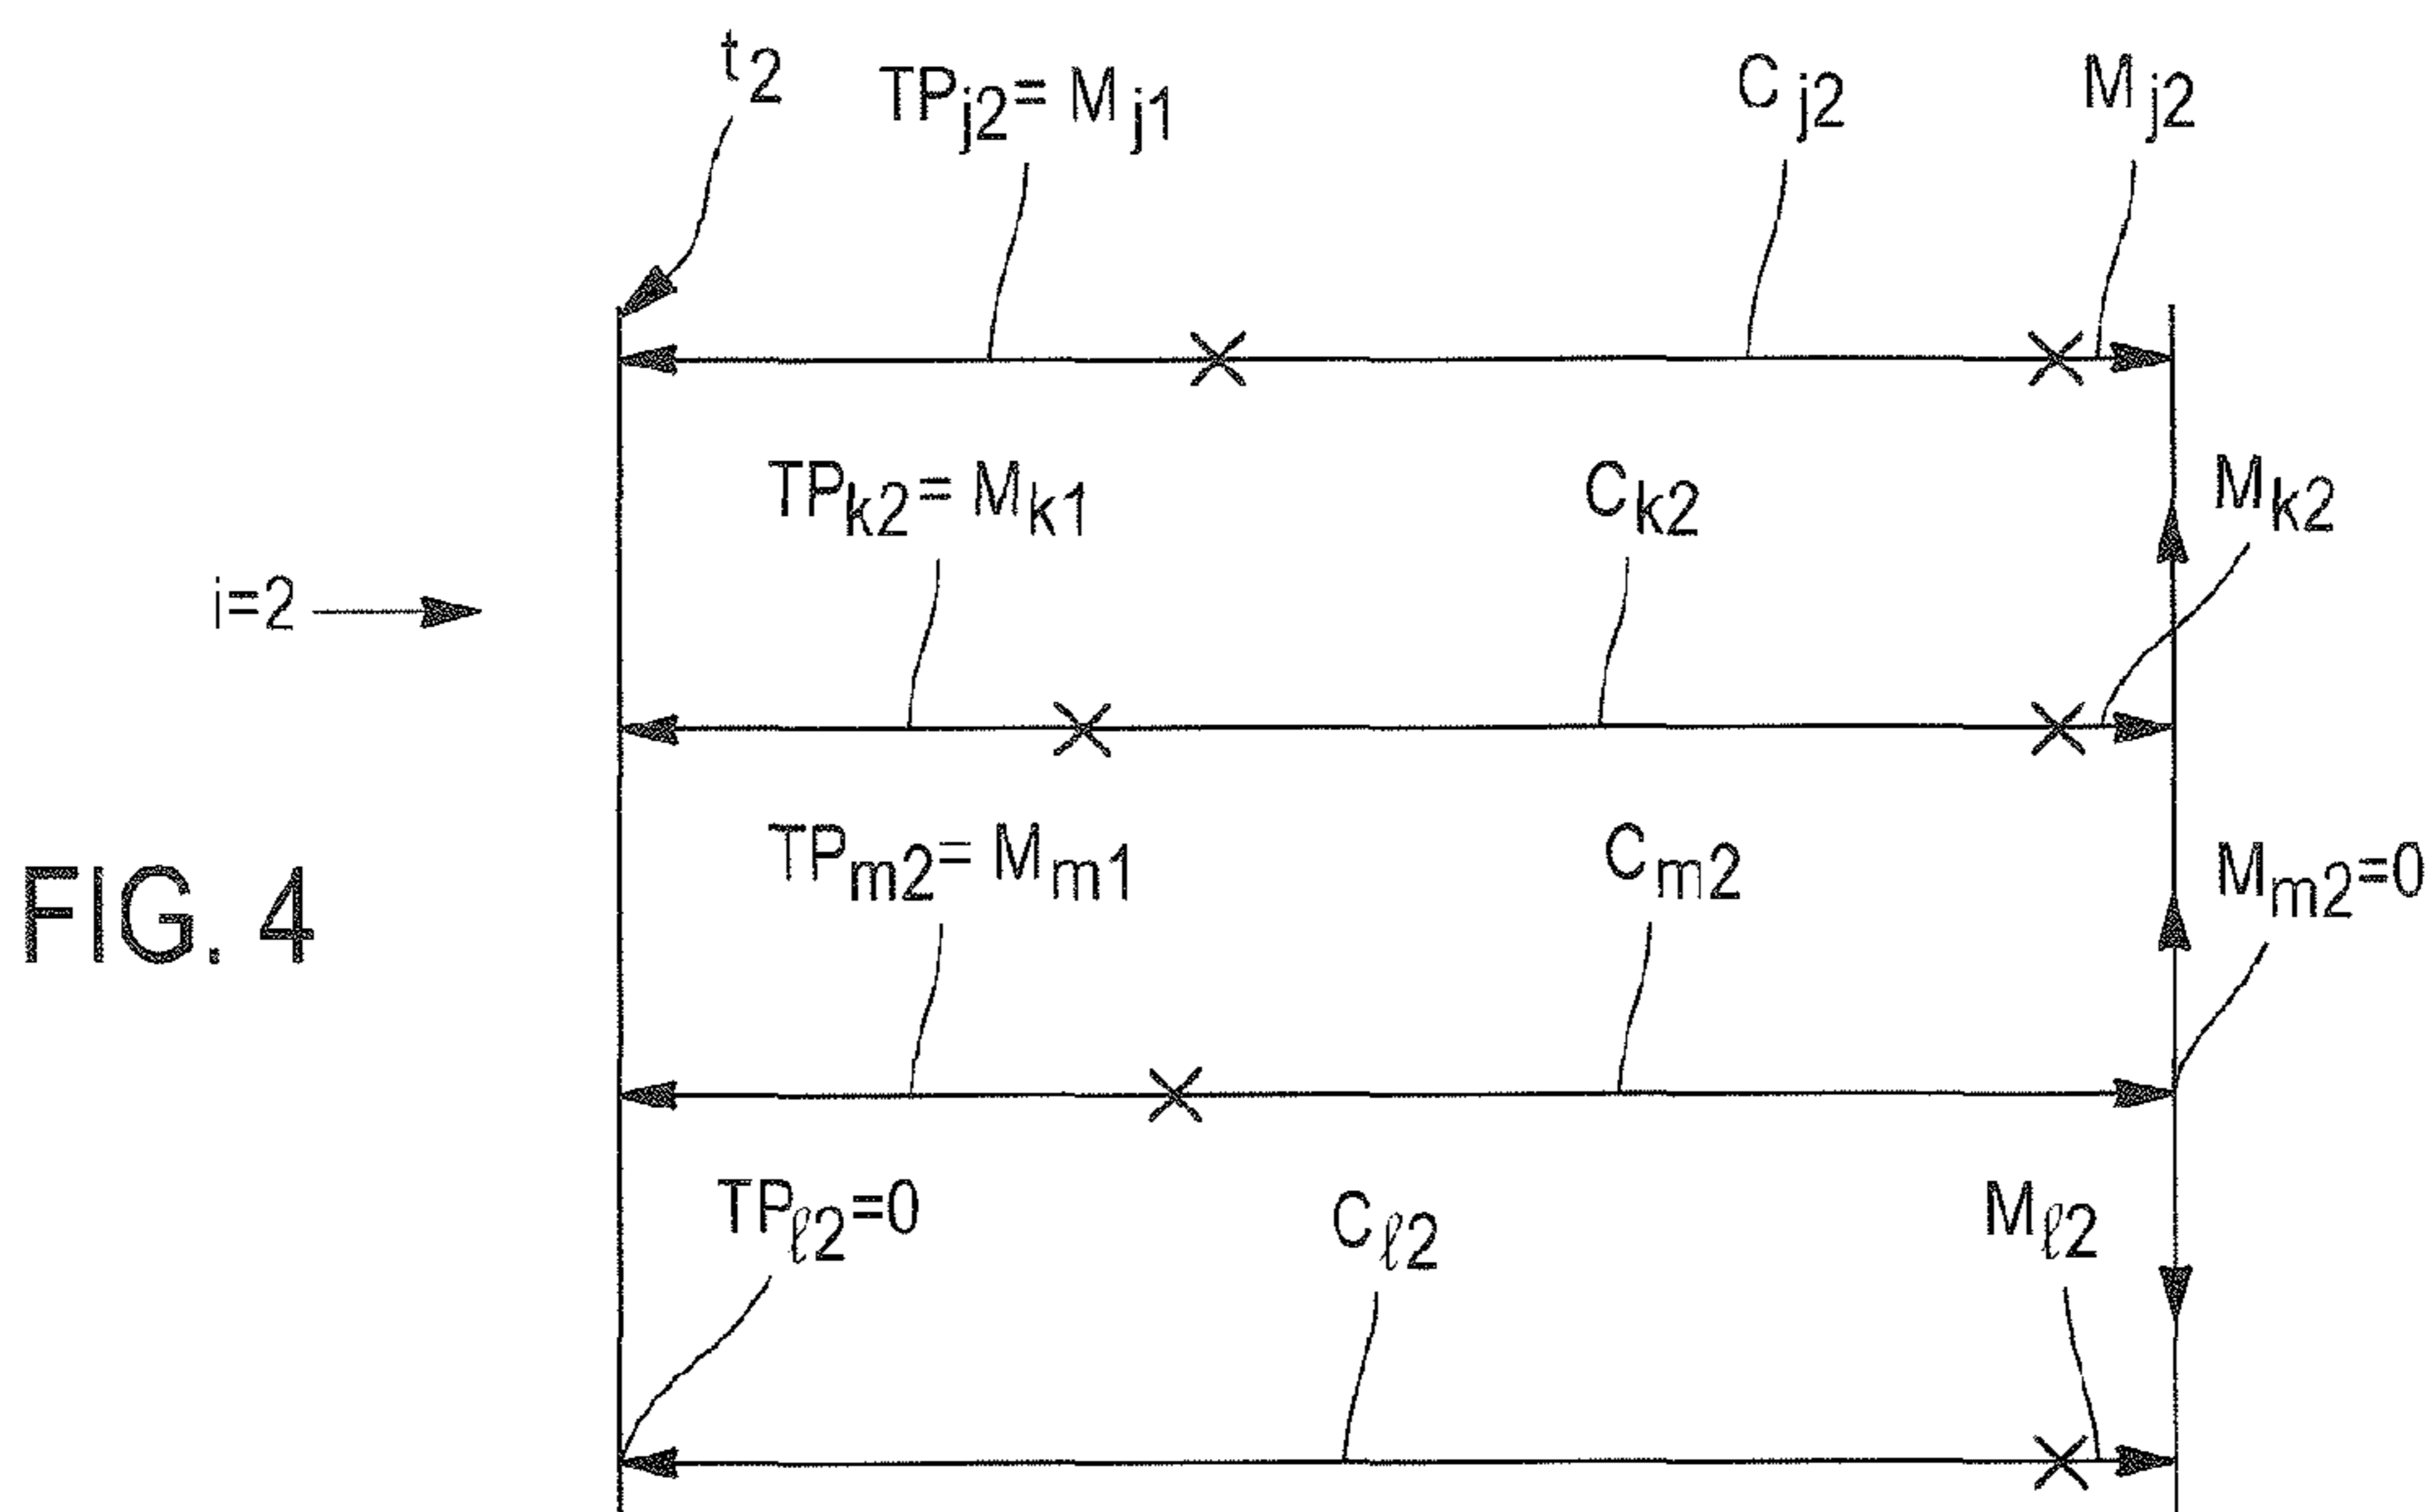 t2
TPj2= Mj1
Cj2
Mj2
TPk2= Mk1
Ck2
Mk2
i=2
TPm2= Mm1
Cm2
Mm2=0
FIG. 4
TPℓ2=0
Cℓ2
Mℓ2